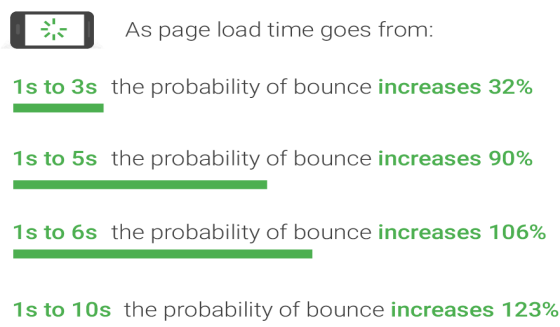 As page load time goes from:
1s to 3s the probability of bounce increases 32%
1s to 5s the probability of bounce increases 90%
1s to 6s the probability of bounce increases 106%
1s to 10s the probability of bounce increases 123%